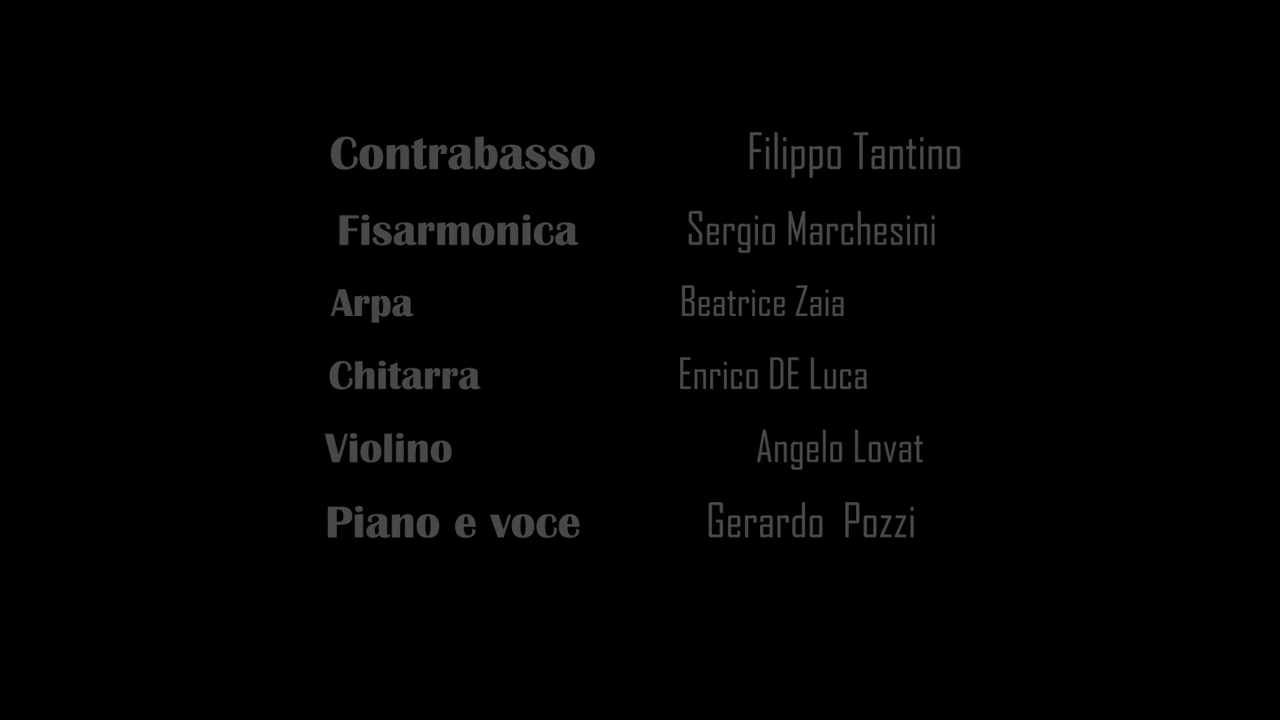 Contrabasso Filippo Tantino
Fisarmonica Sergio Marchesini
Arpa Beatrice Zaia
Chitarra Enrico DE Luca
Violino Angelo Lovat
Piano e voce Gerardo Pozzi